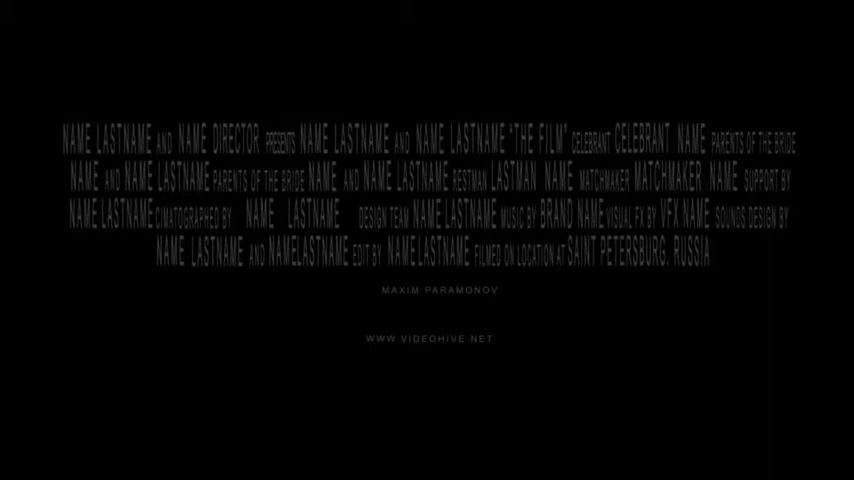 NAME LASTNAME AND NAME DIRECTOR PRESENTS NAME LASTNAME AND NAME LASTNAME "THE FILM" CELEBRANT CELEBRANT NAME PARENTS OF THE BRIDE
NAME AND NAME LASTNAME PARENTS OF THE BRIDE NAME AND NAME LASTNAME RESTMAN LASTMAN NAME MATCHMAKER MATCHMAKER NAME SUPPORT BY
NAME LASTNAME CIMATOGRAPHED BY NAME LASTNAME DESIGN TEAM NAME LASTNAME MUSIC BY BRAND NAME VISUAL FX BY VFX NAME SOUNDS DESIGN BY
NAME LASTNAME AND NAMELASTNAME EDIT BY NAMELASTNAME FILMED ON LOCATION AT SAINT PETERSBURG. RUSSIA
MAXIM PARAMONOV
WWW VIDEOHIVE NET